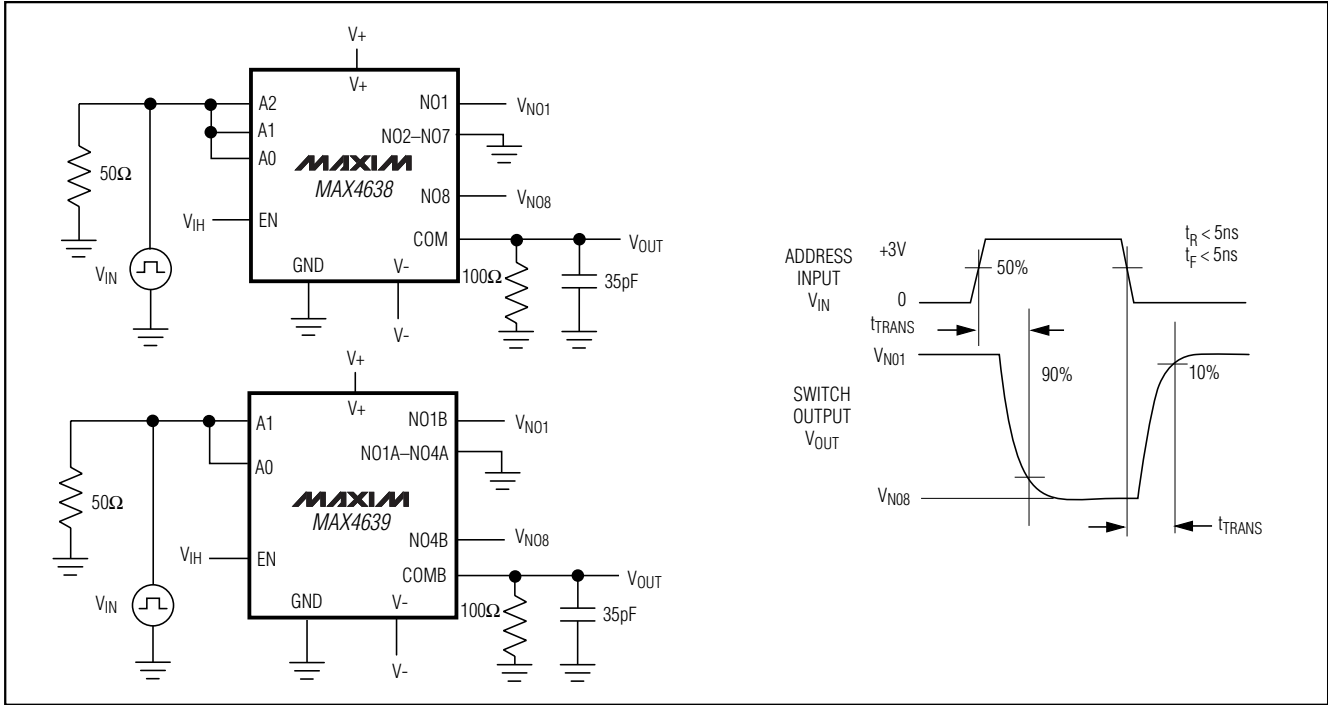 V+
V+
A2
A1
A0
NO1
VNO1
NO2–NO7
MAXIM
MAX4638
50Ω
NO8
VNO8
VIH
EN
COM
VOUT
VIN
GND
V-
100Ω
35pF
V-
V+
V+
A1
A0
NO1B
VNO1
NO1A–NO4A
MAXIM
MAX4639
50Ω
NO4B
VNO8
VIH
EN
COMB
VOUT
VIN
GND
V-
100Ω
35pF
V-
ADDRESS
INPUT
VIN
+3V
50%
0
tR < 5ns
tF < 5ns
tTRANS
VNO1
90%
10%
SWITCH
OUTPUT
VOUT
VNO8
tTRANS